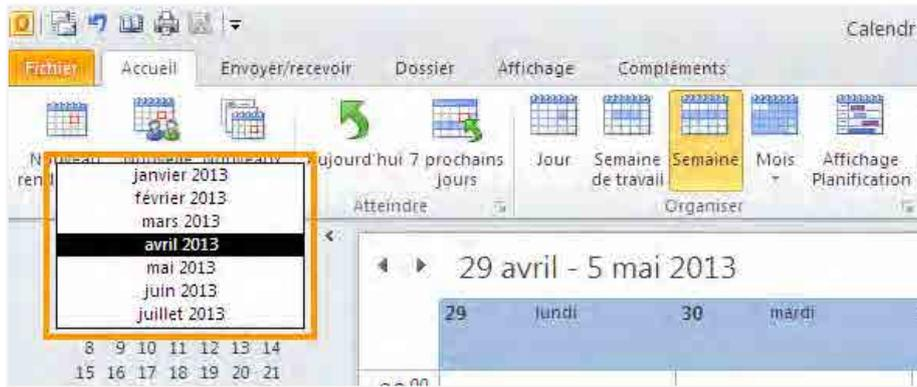 Calendr
Fichier Accueil Envoyer/recevoir Dossier Affichage Compléments
Aujourd'hui 7 prochains jours
Jour Semaine de travail Semaine Mois Affichage Planification
Atteindre Organiser
janvier 2013
février 2013
mars 2013
avril 2013
mai 2013
juin 2013
juillet 2013
29 avril - 5 mai 2013
29 lundi 30 mardi
8 9 10 11 12 13 14
15 16 17 18 19 20 21